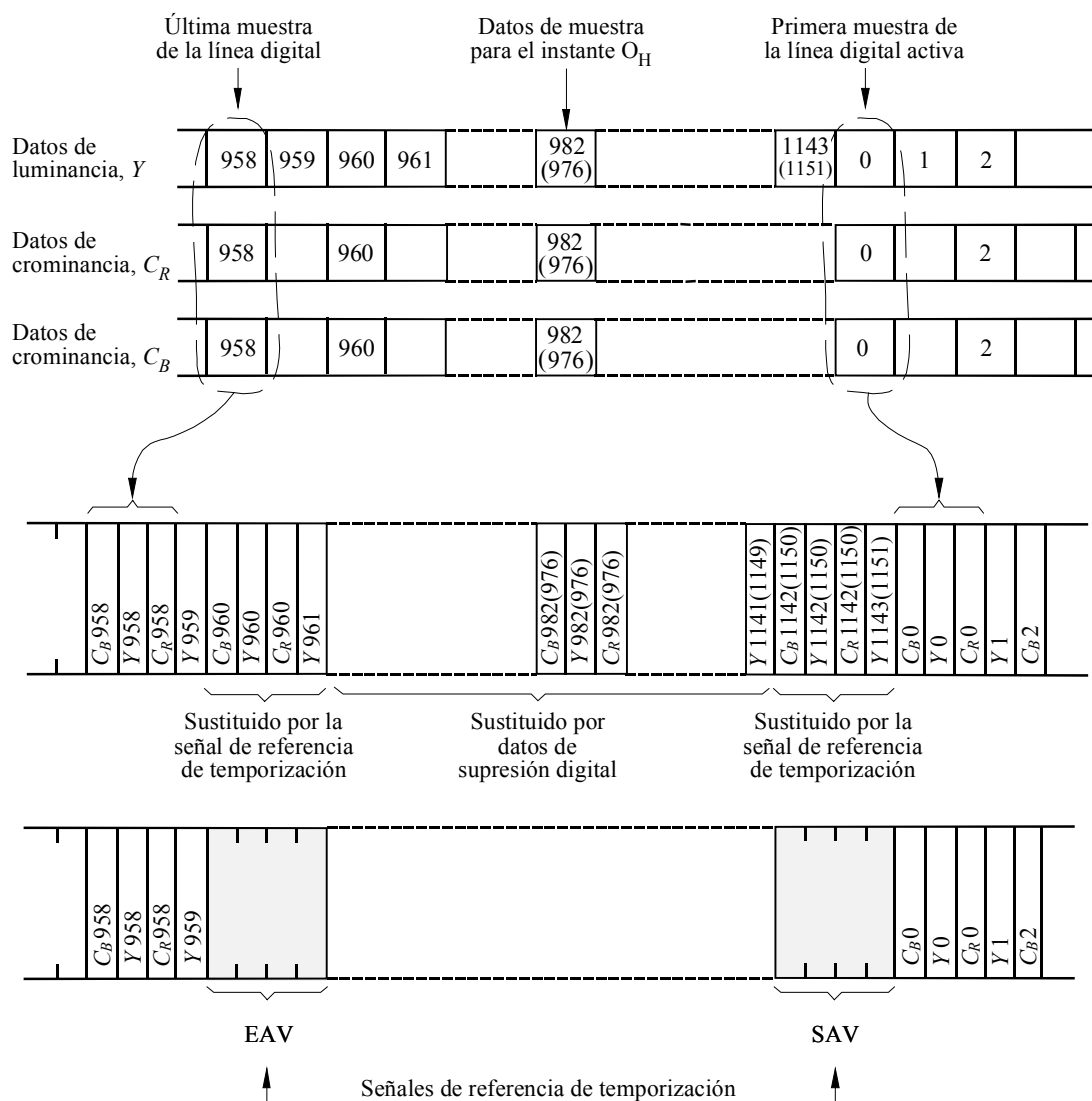 Última muestra
de la línea digital
Datos de muestra
para el instante O_H
Primera muestra de
la línea digital activa
Datos de
luminancia, Y
958 959 960 961 982 (976) 1143 (1151) 0 1 2
Datos de
crominancia, C_R
958 960 982 (976) 0 2
Datos de
crominancia, C_B
958 960 982 (976) 0 2
C_B 958
Y 958
C_R 958
Y 959
C_B 960
Y 960
C_R 960
Y 961
C_B 982(976)
Y 982(976)
C_R 982(976)
Y 1141(1149)
C_B 1142(1150)
Y 1142(1150)
C_R 1142(1150)
Y 1143(1151)
C_B 0
Y 0
C_R 0
Y 1
C_B 2
Sustituido por la
señal de referencia
de temporización
Sustituido por
datos de
supresión digital
Sustituido por la
señal de referencia
de temporización
C_B 958
Y 958
C_R 958
Y 959
C_B 0
Y 0
C_R 0
Y 1
C_B 2
EAV
SAV
Señales de referencia de temporización